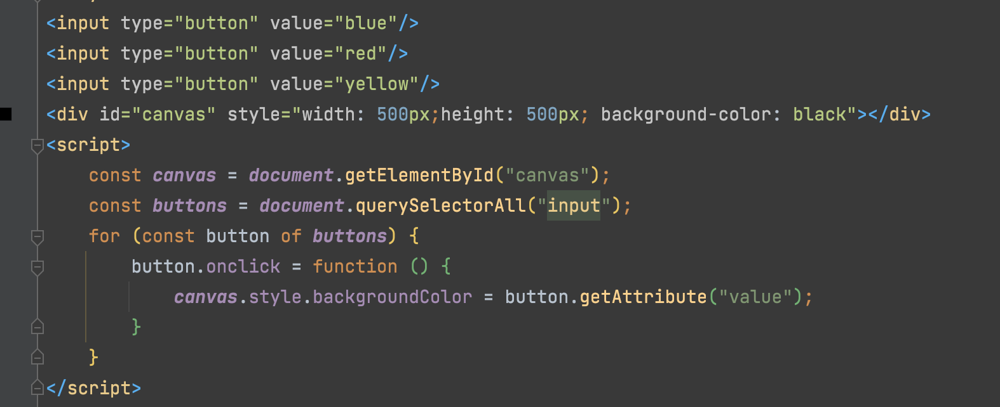 <input type="button" value="blue"/>
<input type="button" value="red"/>
<input type="button" value="yellow"/>
<div id="canvas" style="width: 500px;height: 500px; background-color: black"></div>
<script>
    const canvas = document.getElementById("canvas");
    const buttons = document.querySelectorAll("input");
    for (const button of buttons) {
        button.onclick = function () {
            canvas.style.backgroundColor = button.getAttribute("value");
        }
    }
</script>